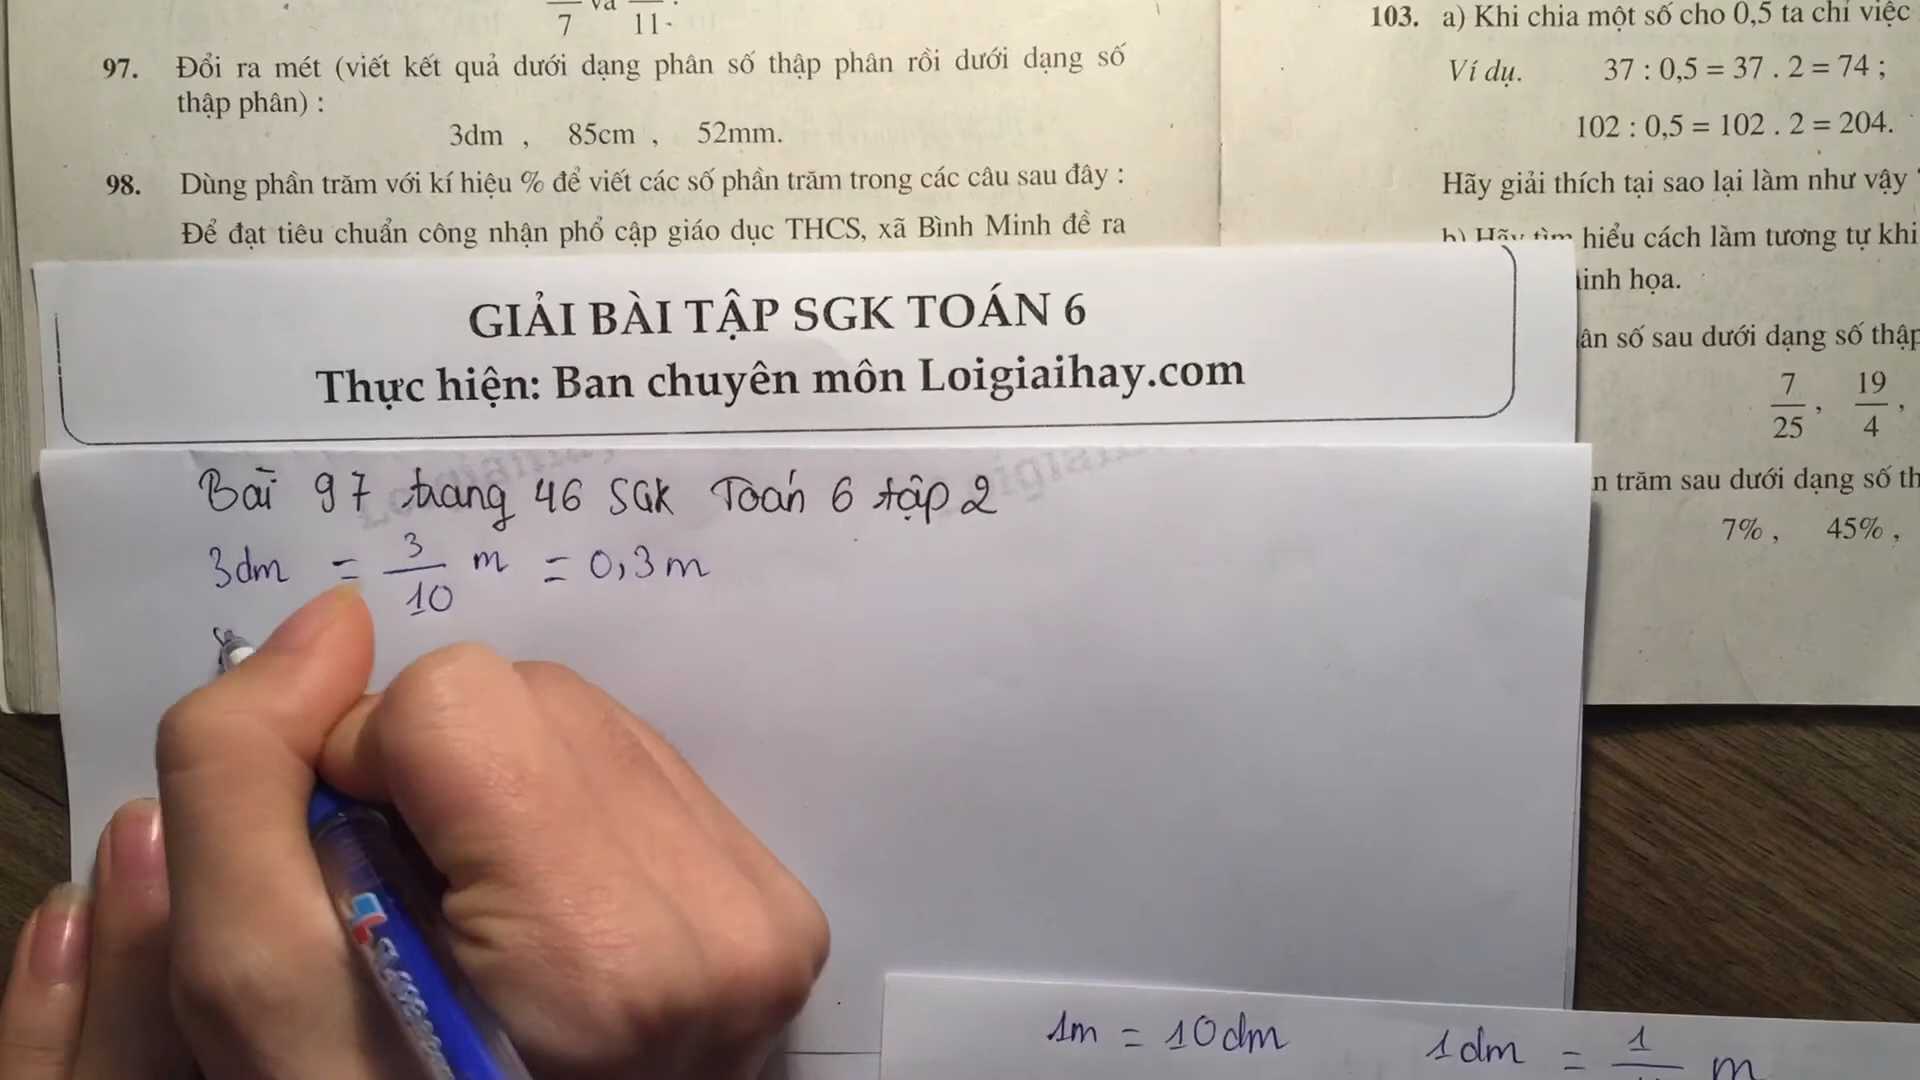 7 và 11.
97. Đổi ra mét (viết kết quả dưới dạng phân số thập phân rồi dưới dạng số
thập phân) :
3dm , 85cm , 52mm.
98. Dùng phần trăm với kí hiệu % để viết các số phần trăm trong các câu sau đây :
Để đạt tiêu chuẩn công nhận phổ cập giáo dục THCS, xã Bình Minh đề ra
103. a) Khi chia một số cho 0,5 ta chỉ việc
Ví dụ. 37 : 0,5 = 37 . 2 = 74 ;
102 : 0,5 = 102 . 2 = 204.
Hãy giải thích tại sao lại làm như vậy
b) Hãy tìm hiểu cách làm tương tự khi
inh họa.
ân số sau dưới dạng số thập
7/25 , 19/4 ,
n trăm sau dưới dạng số th
7% , 45% ,
GIẢI BÀI TẬP SGK TOÁN 6
Thực hiện: Ban chuyên môn Loigiaihay.com
Bài 97 trang 46 SGK Toán 6 tập 2
3dm = 3/10 m = 0,3m
1m = 10dm 1dm = 1 m